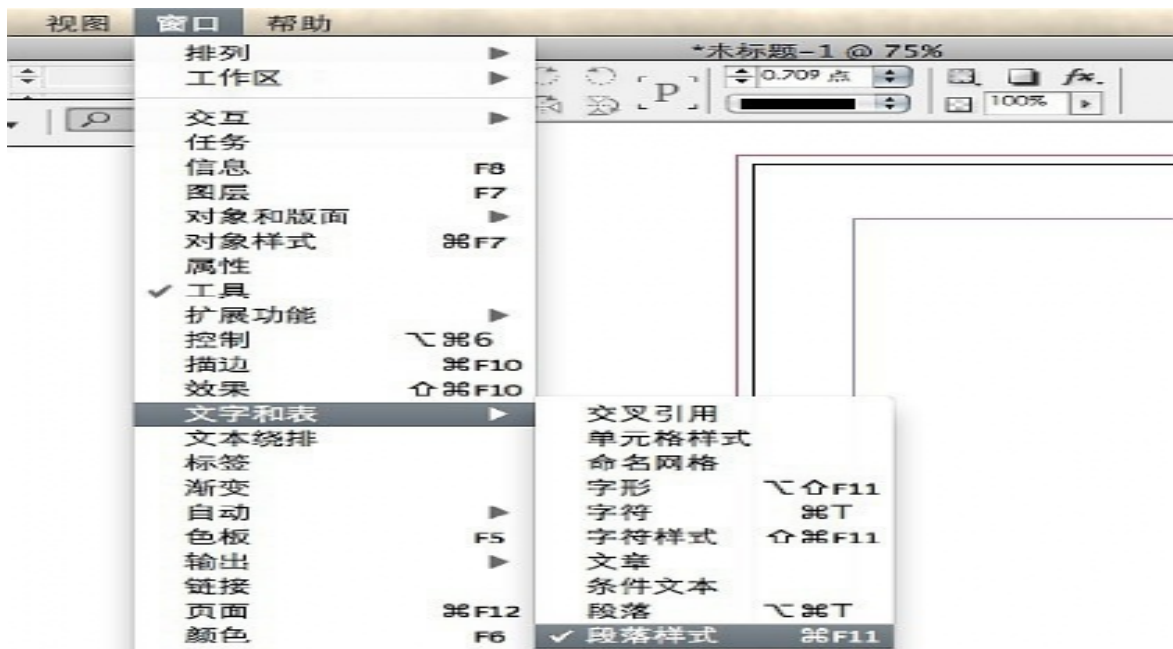 视图 窗口 帮助
*未标题-1 @ 75%
排列
工作区
0.709 点
P
fx.
100%
交互
任务
信息 F8
图层 F7
对象和版面
对象样式 ⌘F7
属性
✓ 工具
扩展功能
控制 ⌥⌘6
描边 ⌘F10
效果 ⇧⌘F10
文字和表
文本绕排
标签
渐变
自动
色板 F5
输出
链接
页面 ⌘F12
颜色 F6
交叉引用
单元格样式
命名网格
字形 ⌥⇧F11
字符 ⌘T
字符样式 ⇧⌘F11
文章
条件文本
段落 ⌥⌘T
✓ 段落样式 ⌘F11